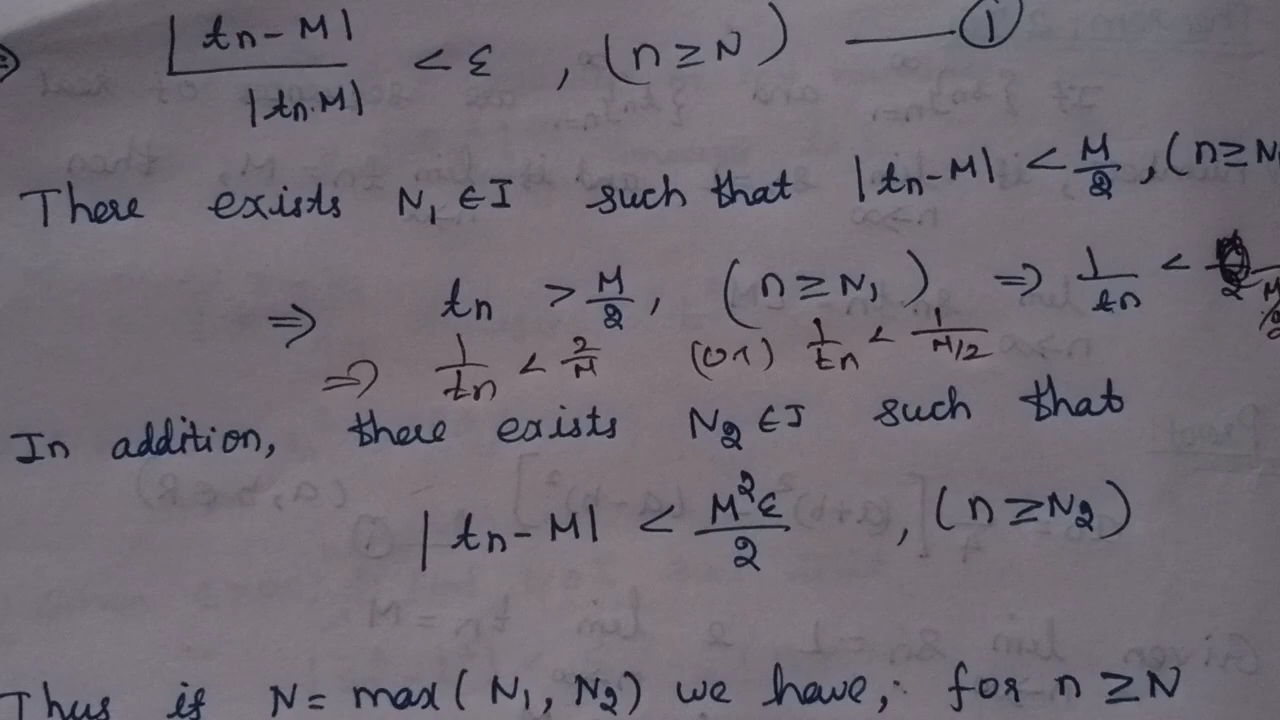 ⇒ |tn-M| / |tn.M| < ε , (n ≥ N) —— ①
There exists N₁ ∈ I such that |tn-M| < M/2 , (n ≥ N
⇒ tn > M/2 , (n ≥ N₁) ⇒ 1/tn <
⇒ 1/tn < 2/M (or) 1/tn < 1/M/2
In addition, there exists N₂ ∈ I such that
|tn-M| < M²ε/2 , (n ≥ N₂)
Thus if N = max(N₁, N₂) we have, for n ≥ N